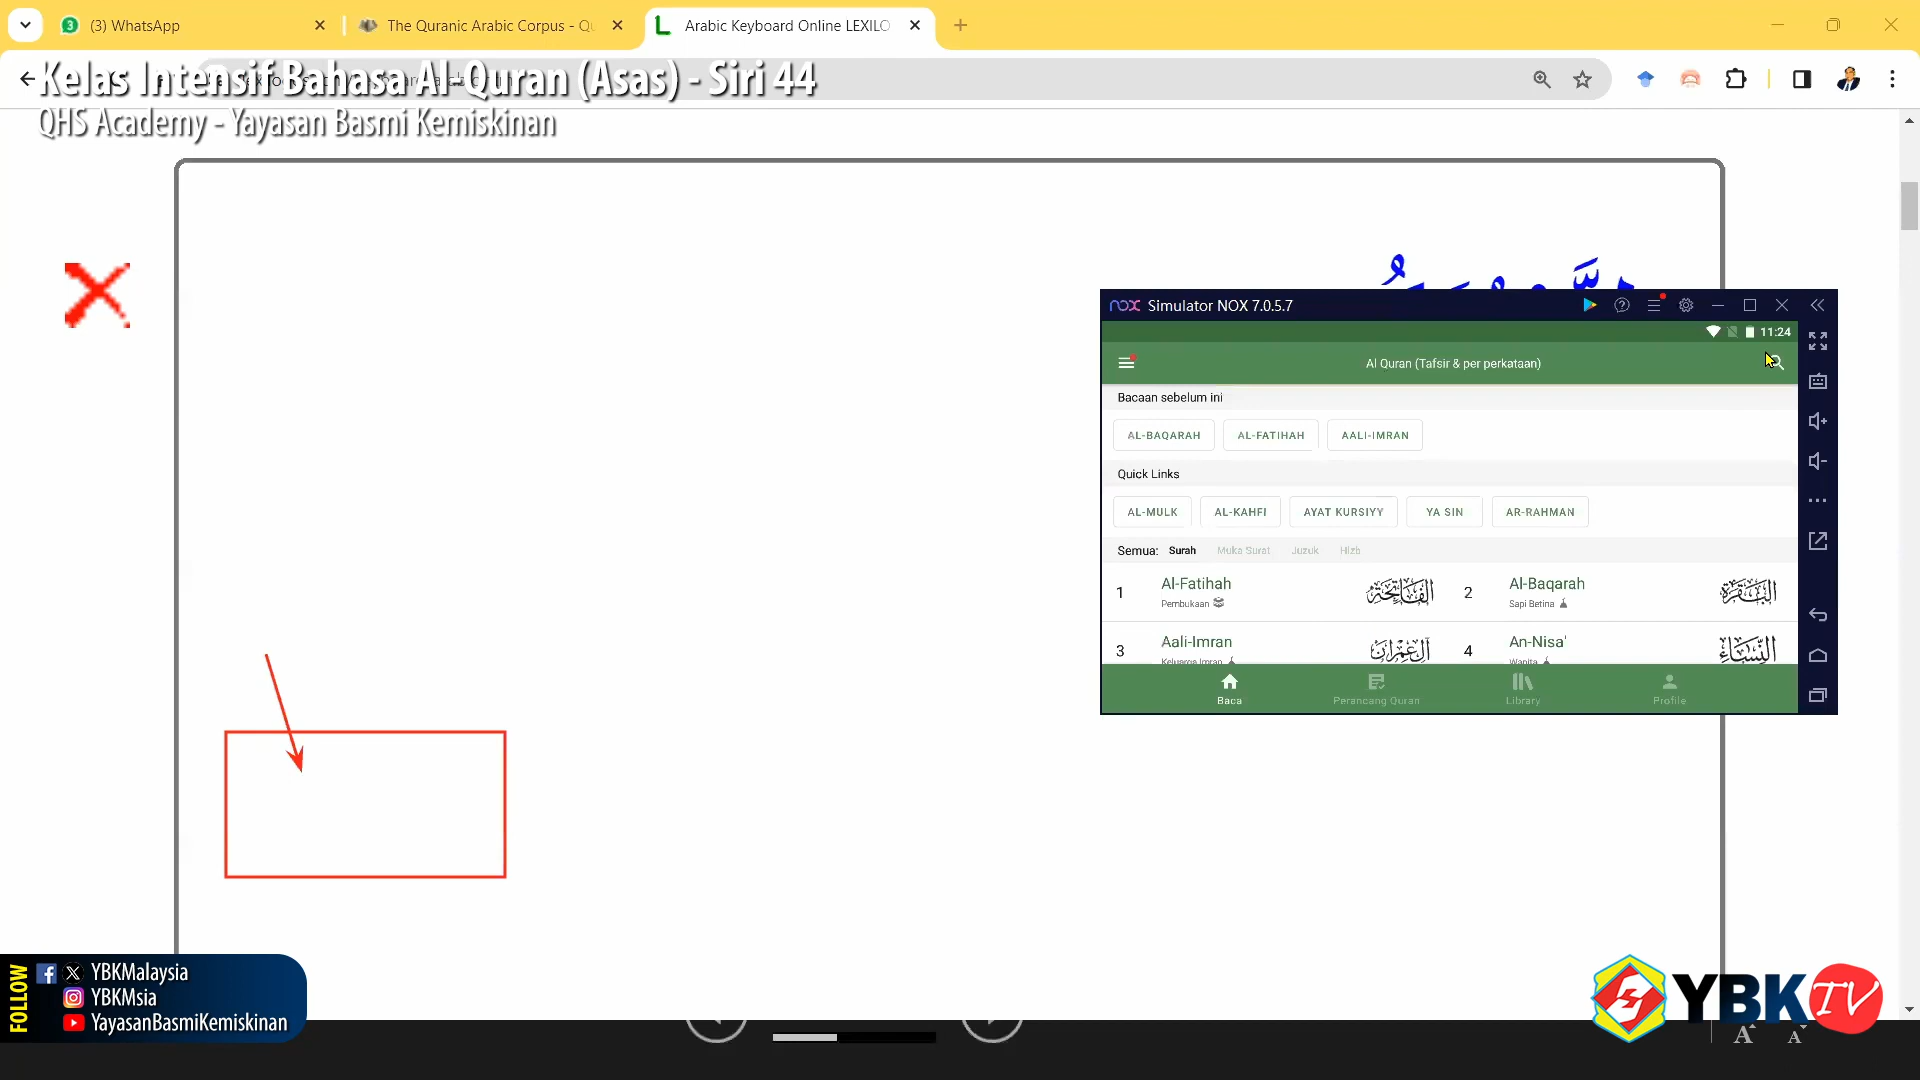 (3) WhatsApp
The Quranic Arabic Corpus - Qu
Arabic Keyboard Online LEXILO
Kelas Intensif Bahasa Al-Quran (Asas) - Siri 44
QHS Academy - Yayasan Basmi Kemiskinan
nox Simulator NOX 7.0.5.7
11:24
Al Quran (Tafsir & per perkataan)
Bacaan sebelum ini
AL-BAQARAH AL-FATIHAH AALI-IMRAN
Quick Links
AL-MULK AL-KAHFI AYAT KURSIYY YA SIN AR-RAHMAN
Semua: Surah Muka Surat Juzuk Hizb
1 Al-Fatihah الفاتحة 2 Al-Baqarah البقرة
Pembukaan Sapi Betina
3 Aali-Imran آل عمران 4 An-Nisa' النساء
Keluarga Imran Wanita
Baca Perancang Quran Library Profile
FOLLOW
YBKMalaysia
YBKMsia
YayasanBasmiKemiskinan
YBK TV
A A